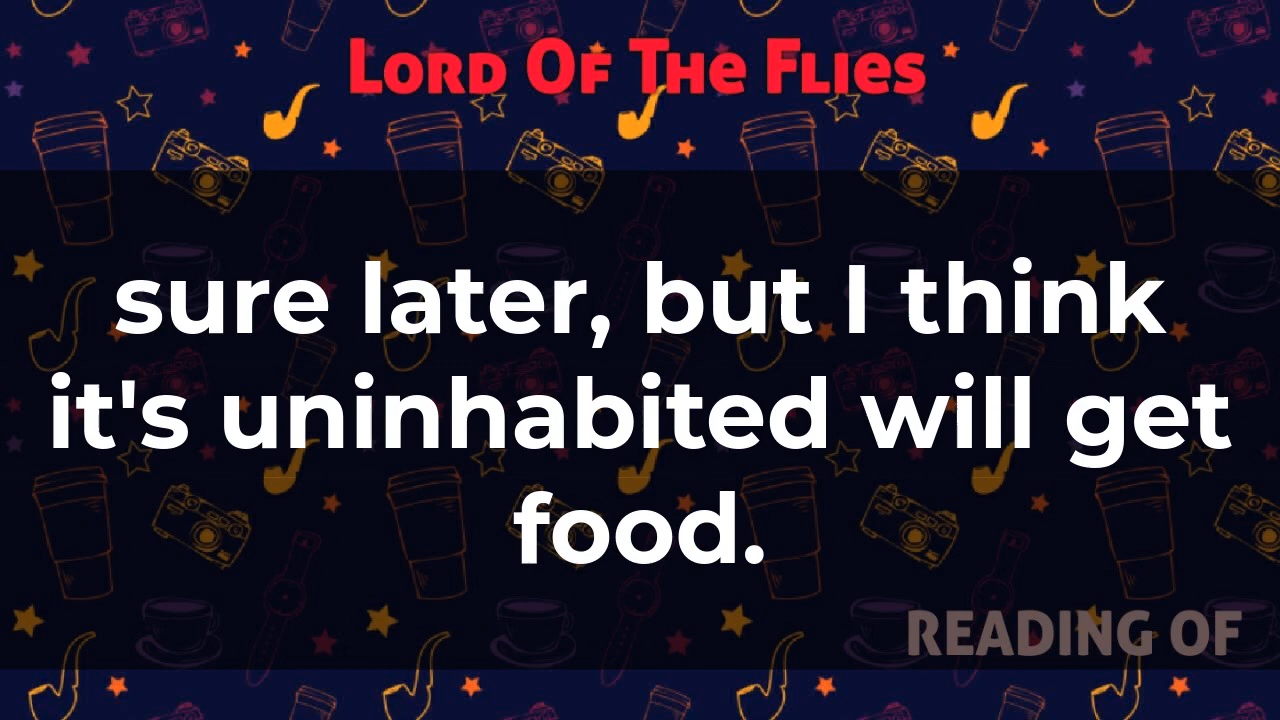 Lord Of The Flies
sure later, but I think
it's uninhabited will get
food.
READING OF